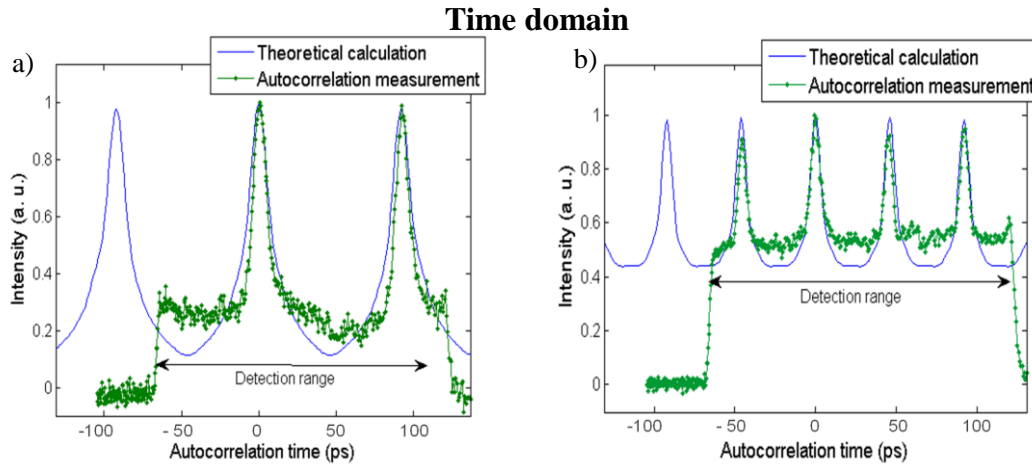 Time domain
a)
Theoretical calculation
Autocorrelation measurement
Intensity (a. u.)
1
0.8
0.6
0.4
0.2
0
Detection range
-100
- 50
0
50
100
Autocorrelation time (ps)
b)
Theoretical calculation
Autocorrelation measurement
Intensity (a. u.)
1
0.8
0.6
0.4
0.2
0
Detection range
-100
- 50
0
50
100
Autocorrelation time (ps)